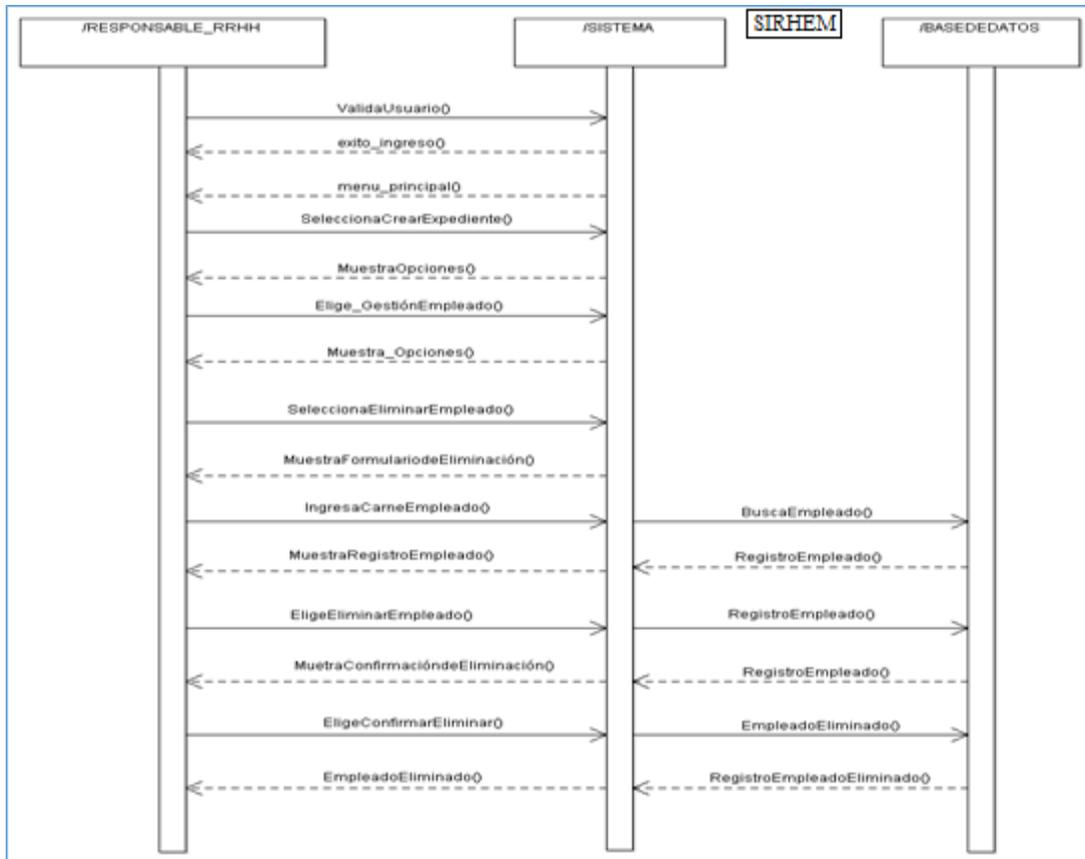 /RESPONSABLE_RRHH
/SISTEMA
SIRHEM
/BASEDEDATOS
ValidaUsuario()
exito_ingreso()
menu_principal()
SeleccionaCrearExpediente()
MuestraOpciones()
Elige_GestiónEmpleado()
Muestra_Opciones()
SeleccionaEliminarEmpleado()
MuestraFormulariodeEliminación()
IngresaCarneEmpleado()
BuscaEmpleado()
MuestraRegistroEmpleado()
RegistroEmpleado()
EligeEliminarEmpleado()
RegistroEmpleado()
MuetraConfirmacióndeEliminación()
RegistroEmpleado()
EligeConfirmarEliminar()
EmpleadoEliminado()
EmpleadoEliminado()
RegistroEmpleadoEliminado()